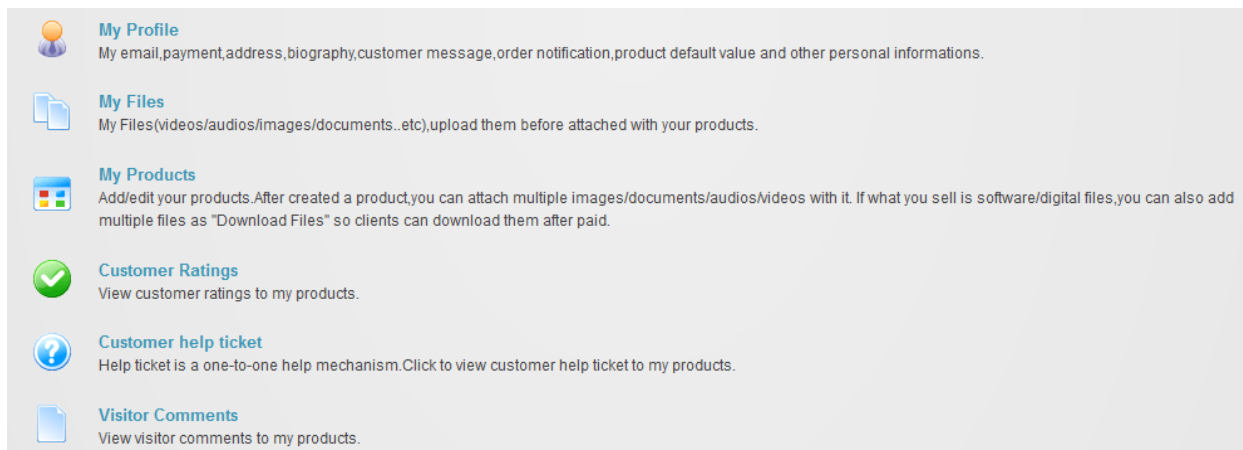 My Profile
My email,payment,address,biography,customer message,order notification,product default value and other personal informations.
My Files
My Files(videos/audios/images/documents..etc),upload them before attached with your products.
My Products
Add/edit your products.After created a product,you can attach multiple images/documents/audios/videos with it. If what you sell is software/digital files,you can also add
multiple files as "Download Files" so clients can download them after paid.
Customer Ratings
View customer ratings to my products.
Customer help ticket
Help ticket is a one-to-one help mechanism.Click to view customer help ticket to my products.
Visitor Comments
View visitor comments to my products.